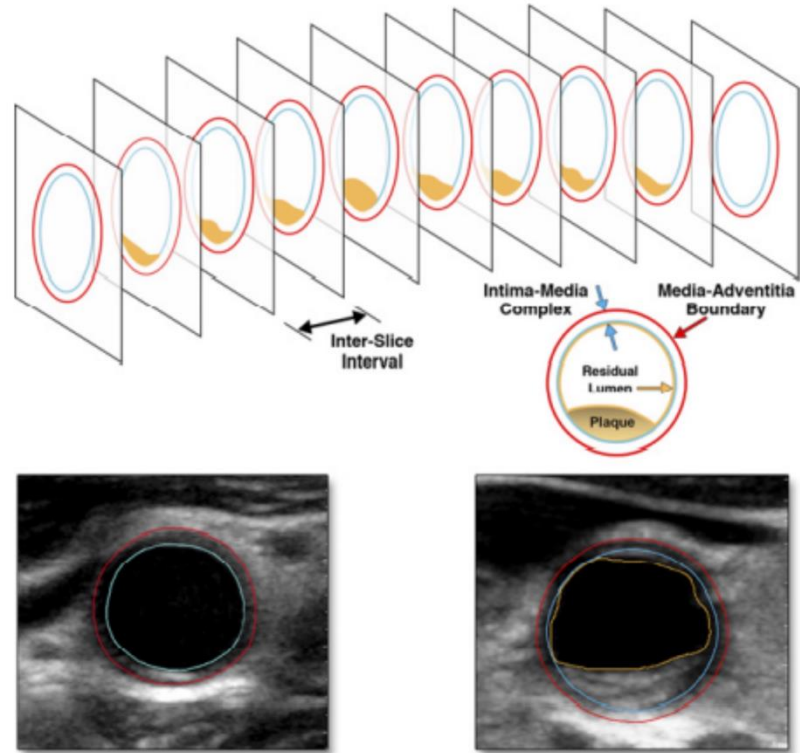 Intima-Media
Complex
Media-Adventitia
Boundary
Inter-Slice
Interval
Residual
Lumen
Plaque